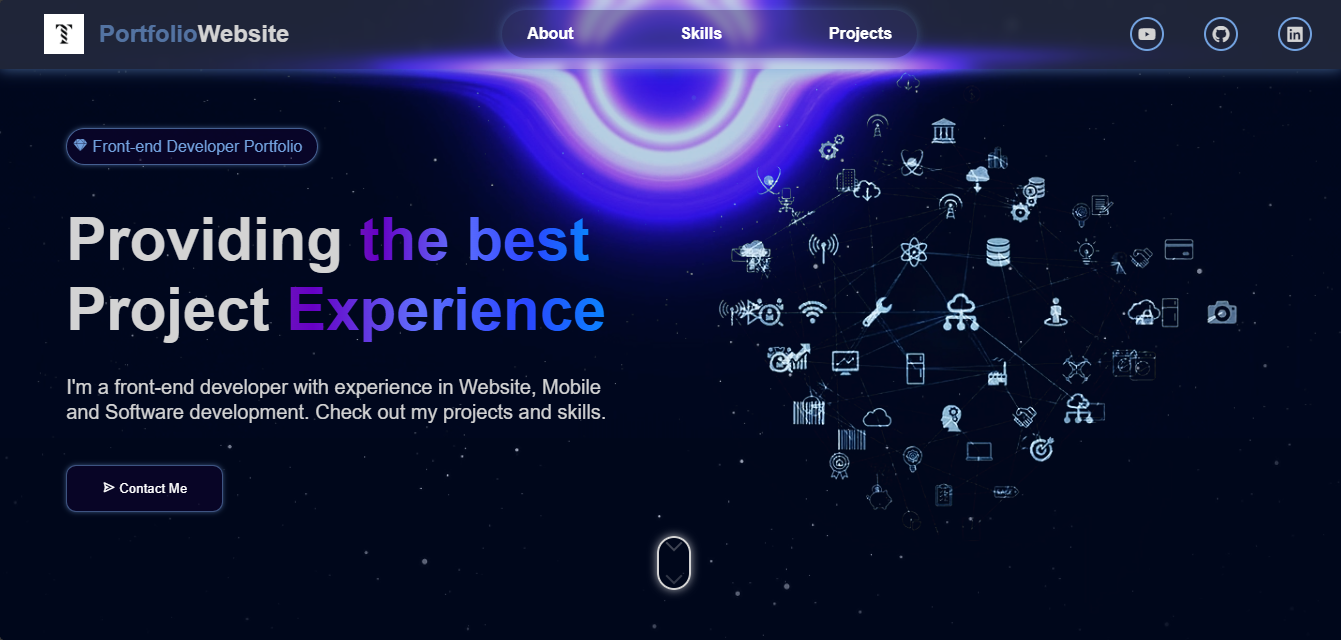 PortfolioWebsite
About
Skills
Projects
Front-end Developer Portfolio
Providing the best
Project Experience
I'm a front-end developer with experience in Website, Mobile
and Software development. Check out my projects and skills.
Contact Me